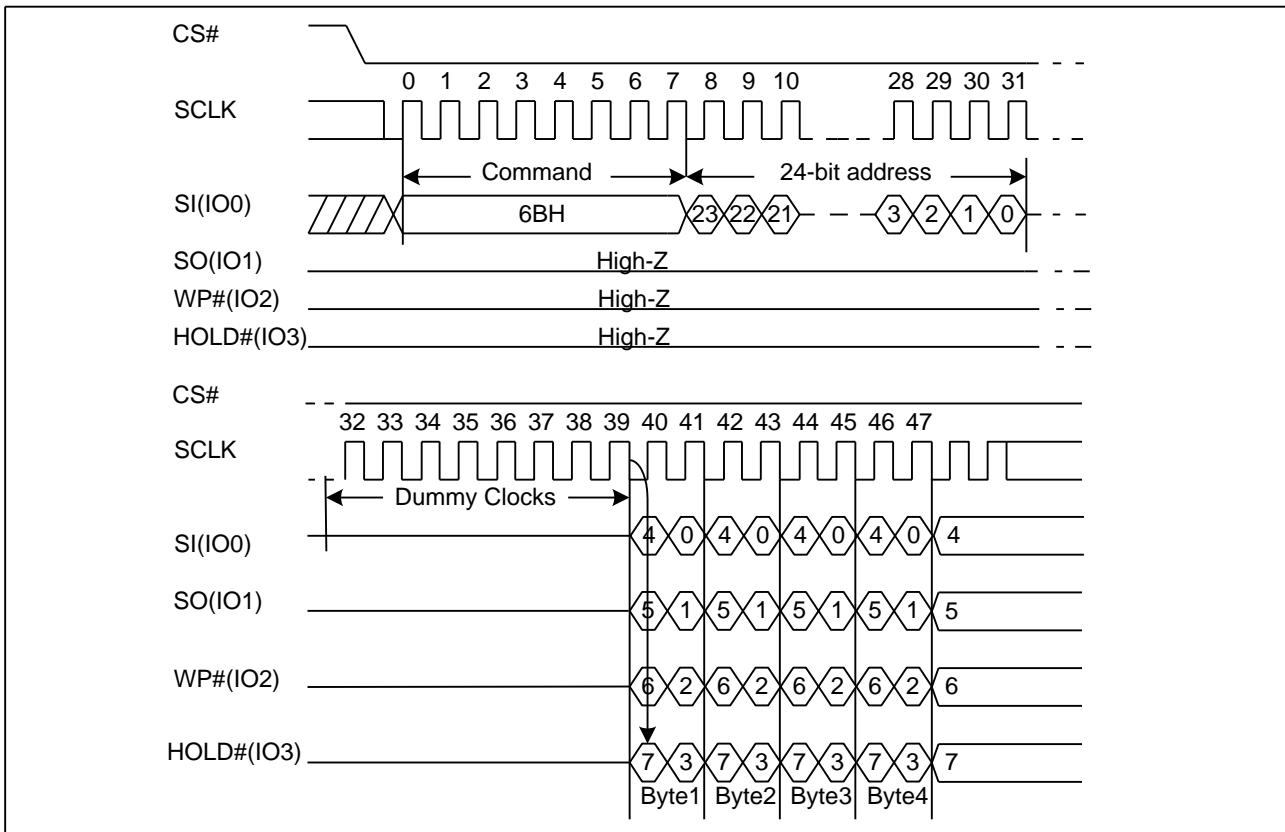 CS#
0 1 2 3 4 5 6 7 8 9 10 28 29 30 31
SCLK
Command 24-bit address
SI(IO0) 6BH 23 22 21 3 2 1 0
SO(IO1) High-Z
WP#(IO2) High-Z
HOLD#(IO3) High-Z
CS#
32 33 34 35 36 37 38 39 40 41 42 43 44 45 46 47
SCLK
Dummy Clocks
SI(IO0) 4 0 4 0 4 0 4 0 4
SO(IO1) 5 1 5 1 5 1 5 1 5
WP#(IO2) 6 2 6 2 6 2 6 2 6
HOLD#(IO3) 7 3 7 3 7 3 7 3 7
Byte1 Byte2 Byte3 Byte4